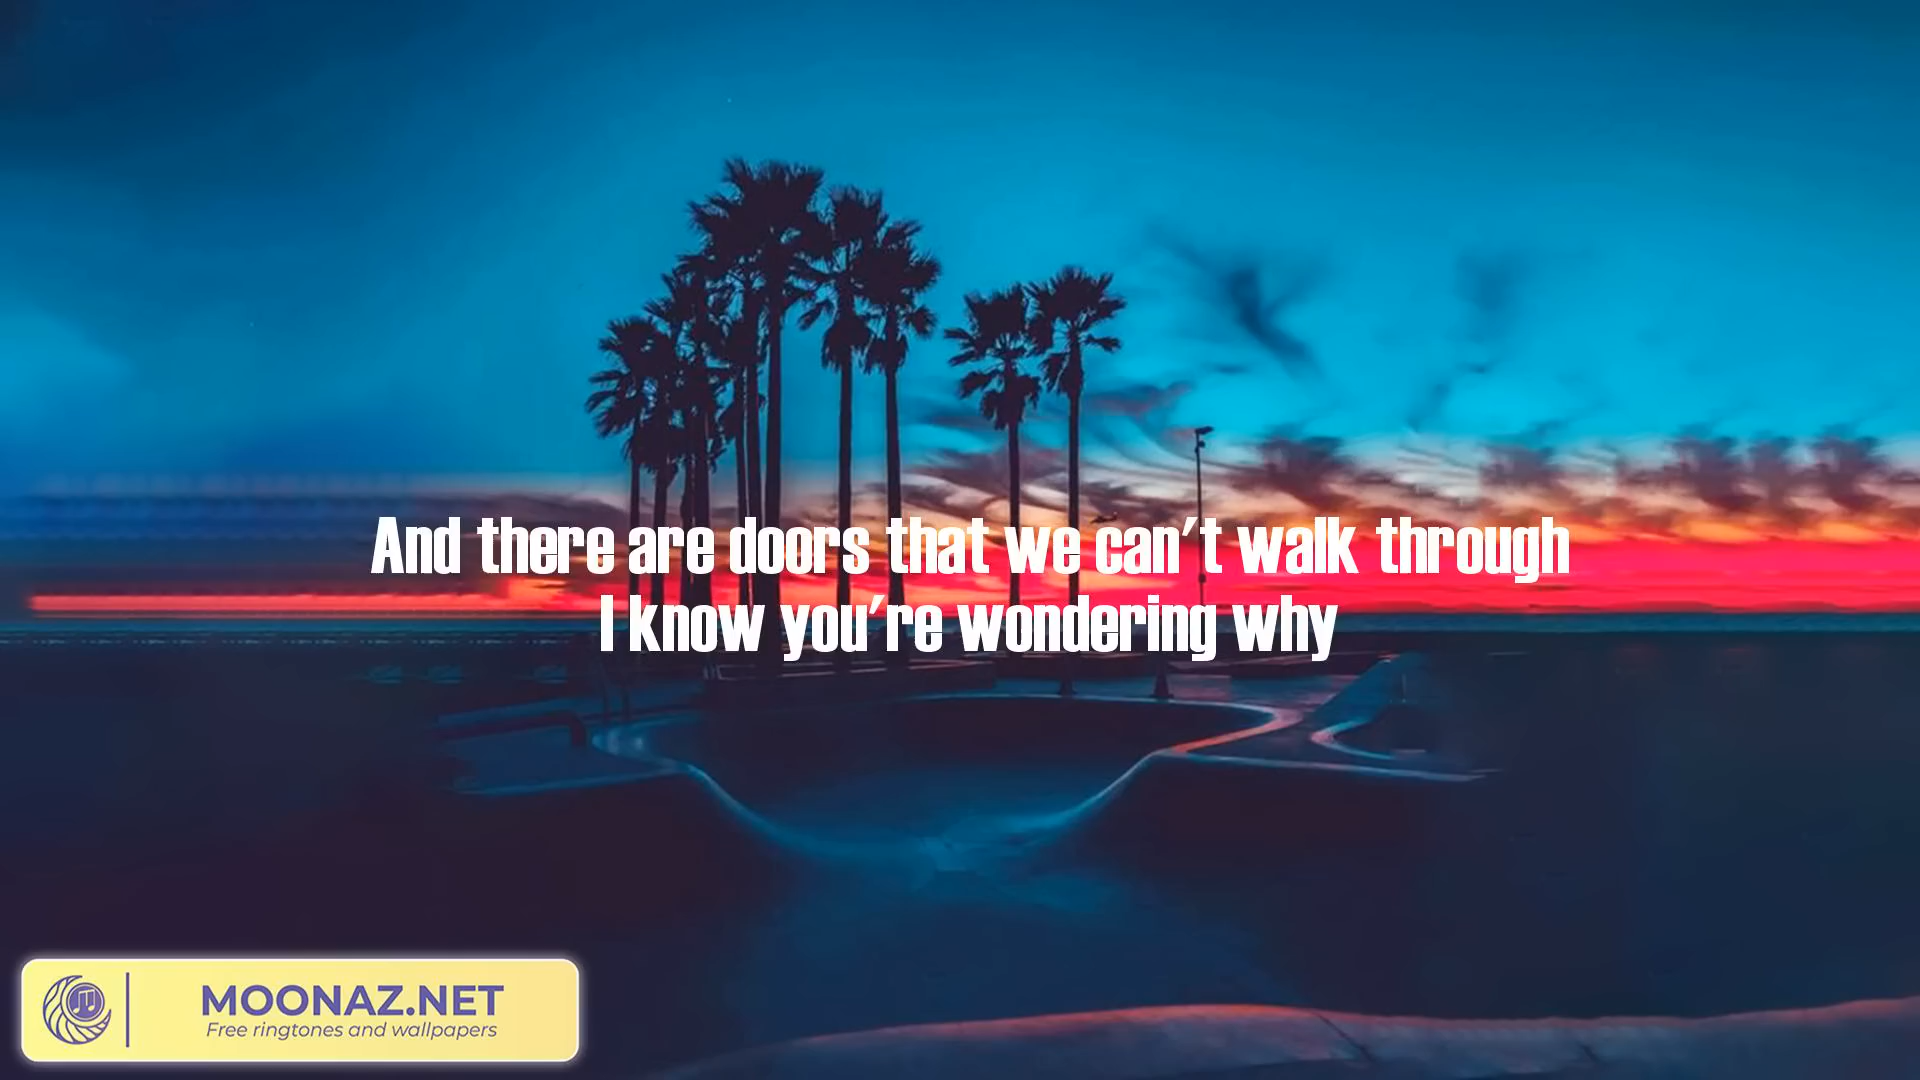 And there are doors that we can't walk through
I know you're wondering why
MOONAZ.NET
Free ringtones and wallpapers